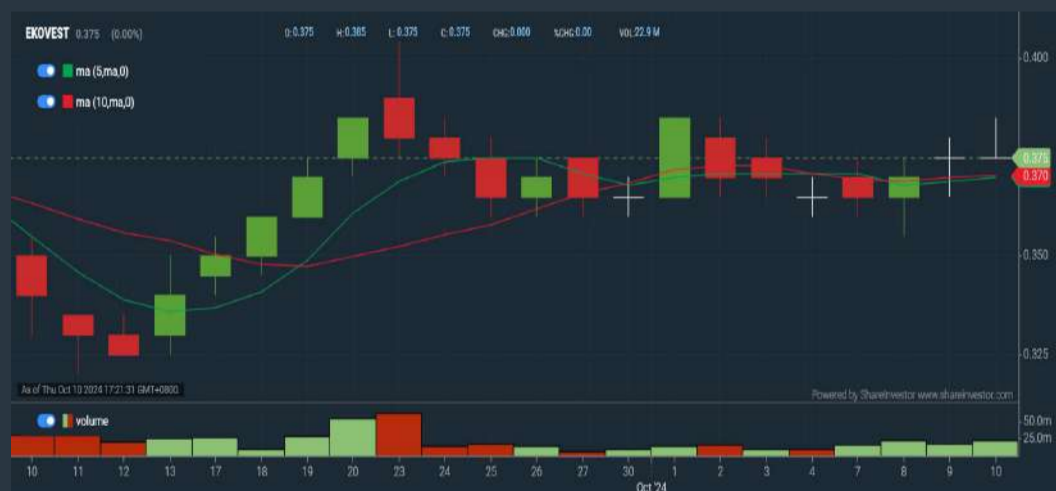 EKOVEST 0.375 (0.00%) O:0.375 H:0.385 L:0.375 C:0.375 CHG:0.000 %CHG:0.00 VOL:22.9 M
ma (5,ma,0)
ma (10,ma,0)
0.400
0.375
0.370
0.350
0.325
As of Thu Oct 10 2024 17:21:31 GMT+0800
Powered by ShareInvestor www.shareinvestor.com
volume
50.0m
25.0m
10 11 12 13 17 18 19 20 23 24 25 26 27 30 1 2 3 4 7 8 9 10
Oct '24